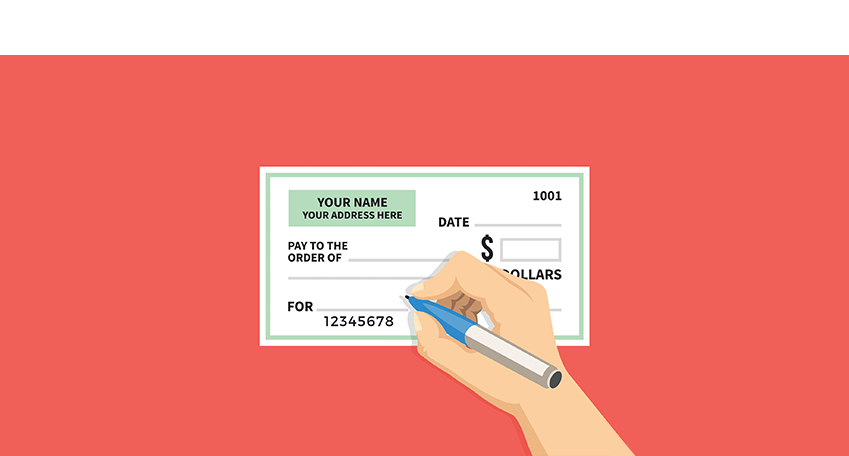 YOUR NAME
YOUR ADDRESS HERE
1001
DATE
PAY TO THE
ORDER OF
$
DOLLARS
FOR
12345678